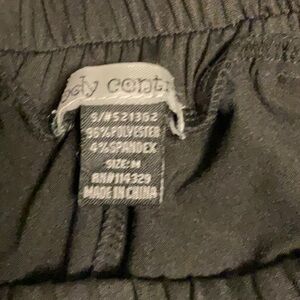 dy cont
S/#521362
96%POLYESTER
4%SPANDEX
SIZE: M
RN#114329
MADE IN CHINA